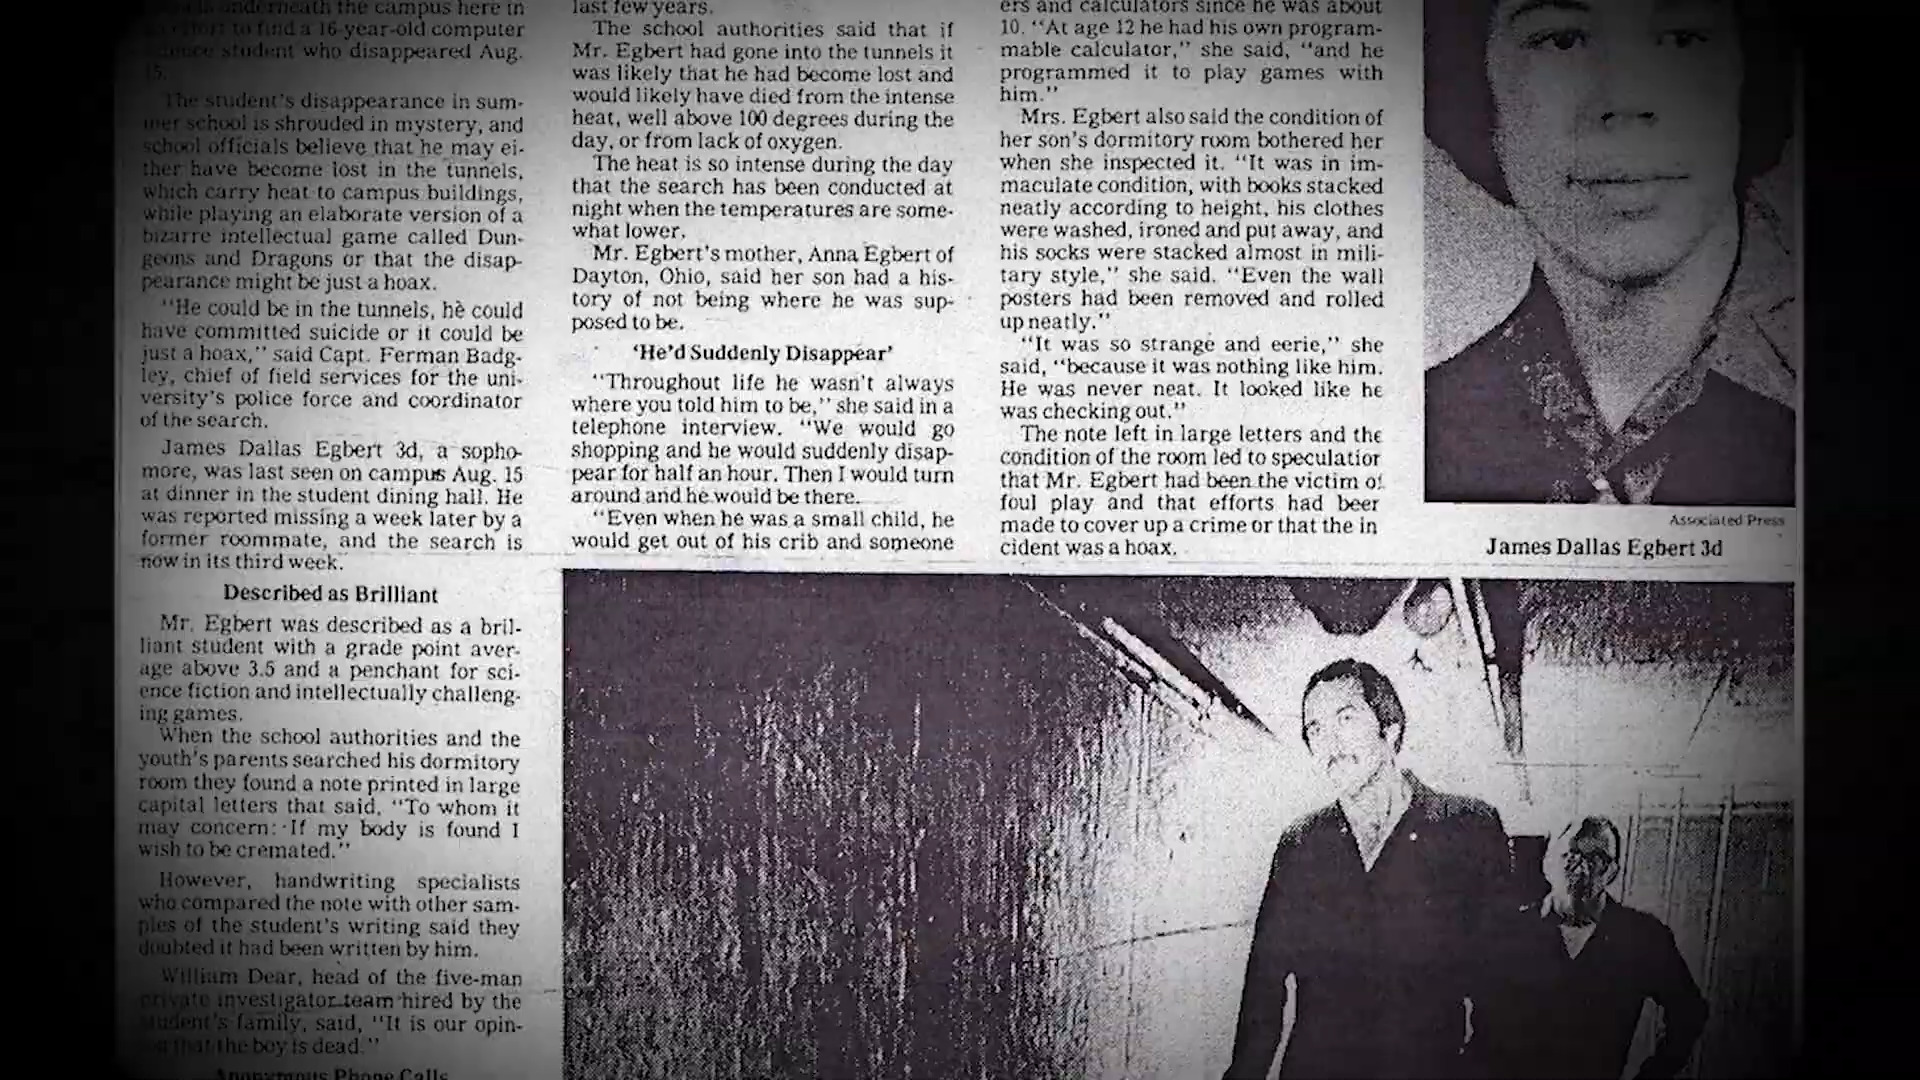 underneath the campus here in
to find a 16-year-old computer
student who disappeared Aug.
15.
The student's disappearance in sum-
mer school is shrouded in mystery, and
school officials believe that he may ei-
ther have become lost in the tunnels,
which carry heat to campus buildings,
while playing an elaborate version of a
bizarre intellectual game called Dun-
geons and Dragons or that the disap-
pearance might be just a hoax.
"He could be in the tunnels, he could
have committed suicide or it could be
just a hoax," said Capt. Ferman Badg-
ley, chief of field services for the uni-
versity's police force and coordinator
of the search.
James Dallas Egbert 3d, a sopho-
more, was last seen on campus Aug. 15
at dinner in the student dining hall. He
was reported missing a week later by a
former roommate, and the search is
now in its third week.
Described as Brilliant
Mr. Egbert was described as a bril-
liant student with a grade point aver-
age above 3.5 and a penchant for sci-
ence fiction and intellectually challeng-
ing games.
When the school authorities and the
youth's parents searched his dormitory
room they found a note printed in large
capital letters that said, "To whom it
may concern: If my body is found I
wish to be cremated."
However, handwriting specialists
who compared the note with other sam-
ples of the student's writing said they
doubted it had been written by him.
William Dear, head of the five-man
private investigator team hired by the
student's family, said, "It is our opin-
that the boy is dead."
Anonymous Phone Calls
last few years.
The school authorities said that if
Mr. Egbert had gone into the tunnels it
was likely that he had become lost and
would likely have died from the intense
heat, well above 100 degrees during the
day, or from lack of oxygen.
The heat is so intense during the day
that the search has been conducted at
night when the temperatures are some-
what lower.
Mr. Egbert's mother, Anna Egbert of
Dayton, Ohio, said her son had a his-
tory of not being where he was sup-
posed to be.
'He'd Suddenly Disappear'
"Throughout life he wasn't always
where you told him to be," she said in a
telephone interview. "We would go
shopping and he would suddenly disap-
pear for half an hour. Then I would turn
around and he would be there.
"Even when he was a small child, he
would get out of his crib and someone
ers and calculators since he was about
10. "At age 12 he had his own program-
mable calculator," she said, "and he
programmed it to play games with
him."
Mrs. Egbert also said the condition of
her son's dormitory room bothered her
when she inspected it. "It was in im-
maculate condition, with books stacked
neatly according to height, his clothes
were washed, ironed and put away, and
his socks were stacked almost in mili-
tary style," she said. "Even the wall
posters had been removed and rolled
up neatly."
"It was so strange and eerie," she
said, "because it was nothing like him.
He was never neat. It looked like he
was checking out."
The note left in large letters and the
condition of the room led to speculation
that Mr. Egbert had been the victim of
foul play and that efforts had been
made to cover up a crime or that the in
cident was a hoax.
Associated Press
James Dallas Egbert 3d